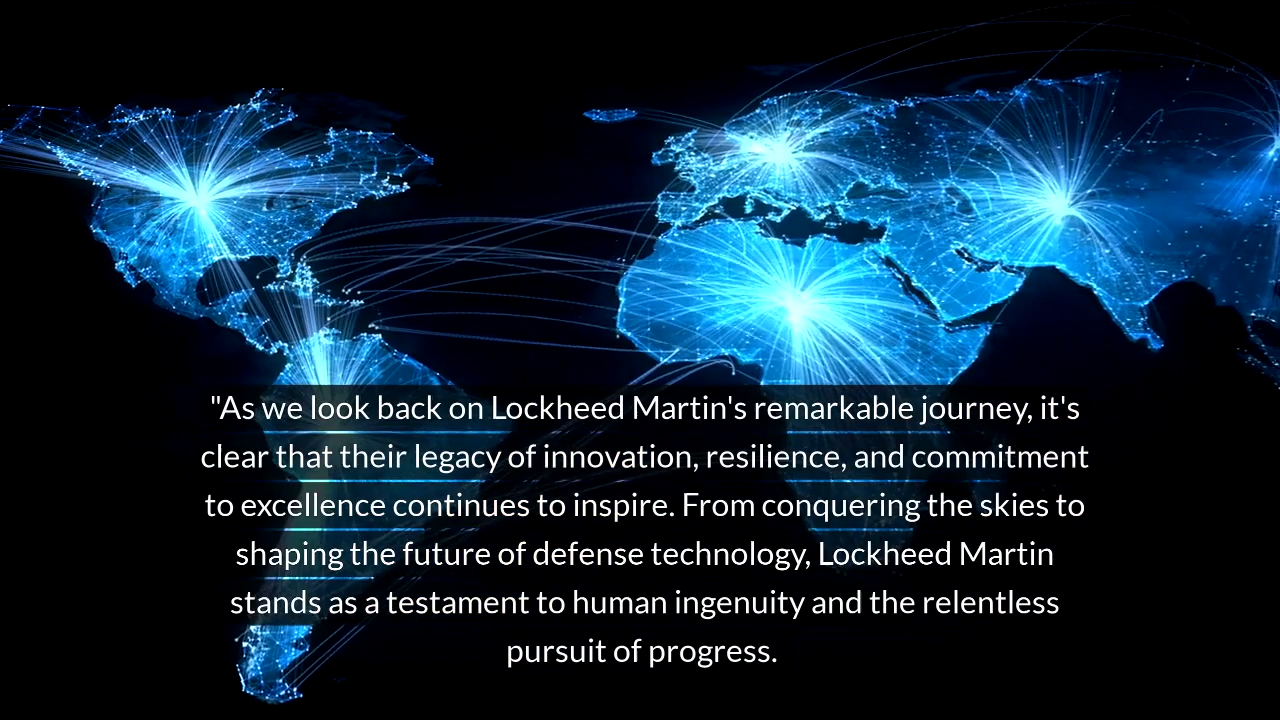 "As we look back on Lockheed Martin's remarkable journey, it's
clear that their legacy of innovation, resilience, and commitment
to excellence continues to inspire. From conquering the skies to
shaping the future of defense technology, Lockheed Martin
stands as a testament to human ingenuity and the relentless
pursuit of progress.